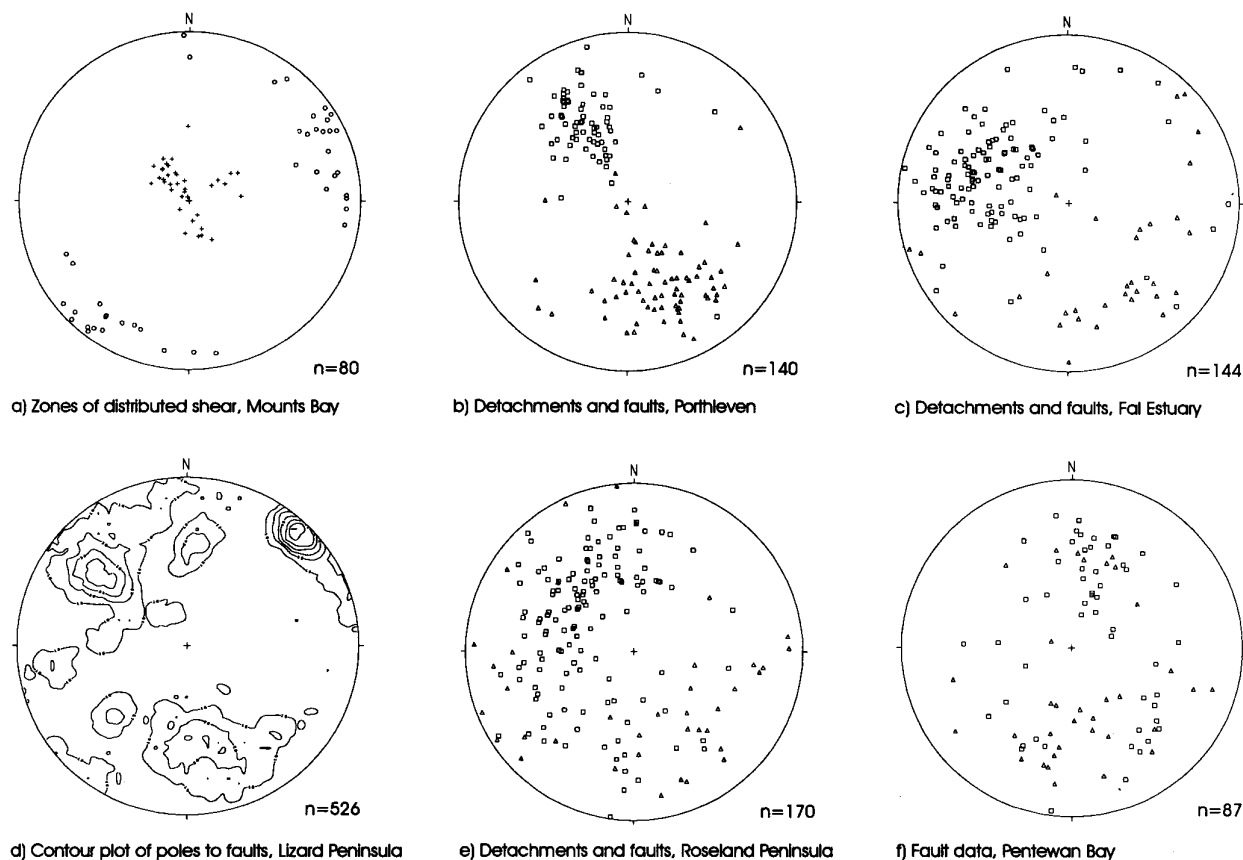 N
n=80
a) Zones of distributed shear, Mounts Bay
N
n=140
b) Detachments and faults, Porthleven
N
n=144
c) Detachments and faults, Fal Estuary
N
n=526
d) Contour plot of poles to faults, Lizard Peninsula
N
n=170
e) Detachments and faults, Roseland Peninsula
N
n=87
f) Fault data, Pentewan Bay